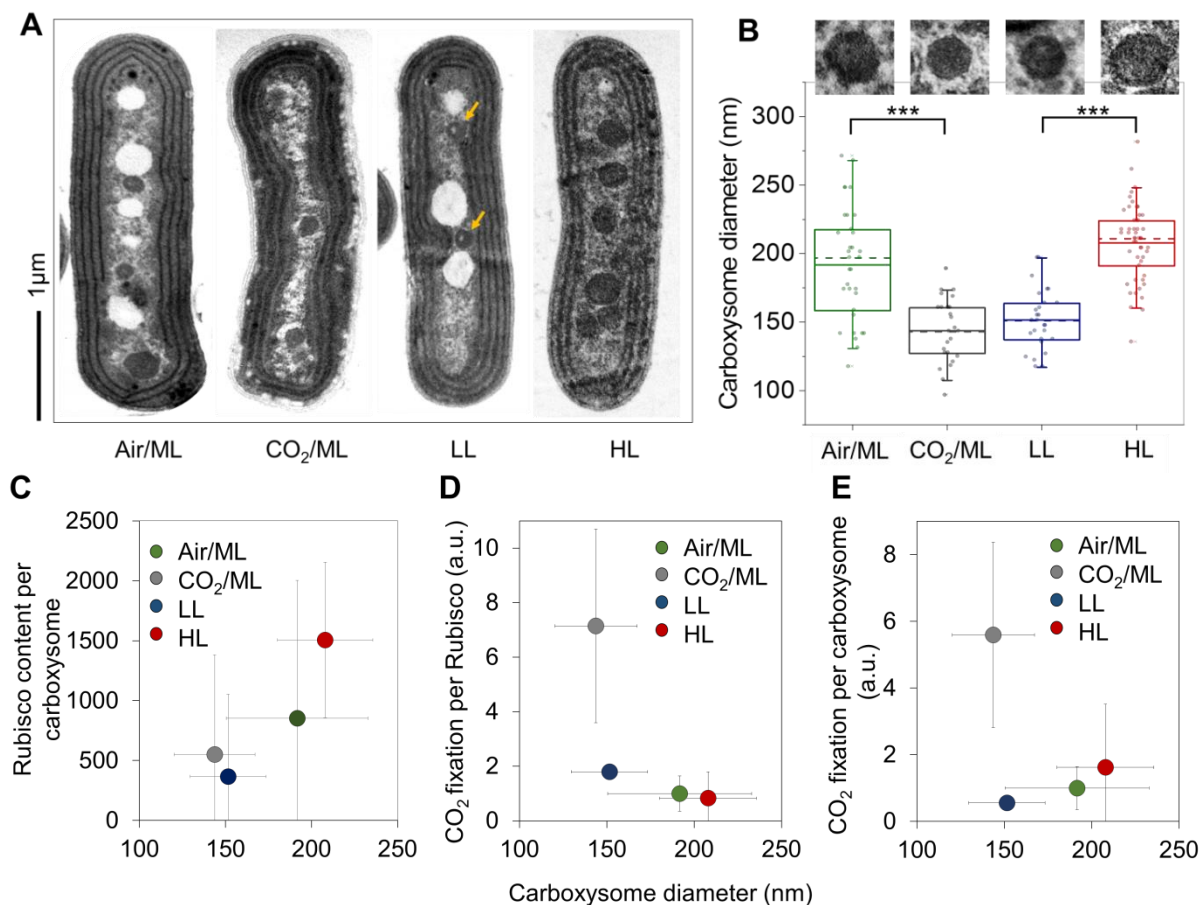 A
1μm
Air/ML
CO₂/ML
LL
HL
B
Carboxysome diameter (nm)
300
250
200
150
100
***
***
Air/ML
CO₂/ML
LL
HL
C
Rubisco content per
carboxysome
2500
2000
1500
1000
500
0
Air/ML
CO₂/ML
LL
HL
100
150
200
250
D
CO₂ fixation per Rubisco (a.u.)
10
8
6
4
2
0
Air/ML
CO₂/ML
LL
HL
100
150
200
250
E
CO₂ fixation per carboxysome
(a.u.)
8
6
4
2
0
Air/ML
CO₂/ML
LL
HL
100
150
200
250
Carboxysome diameter (nm)